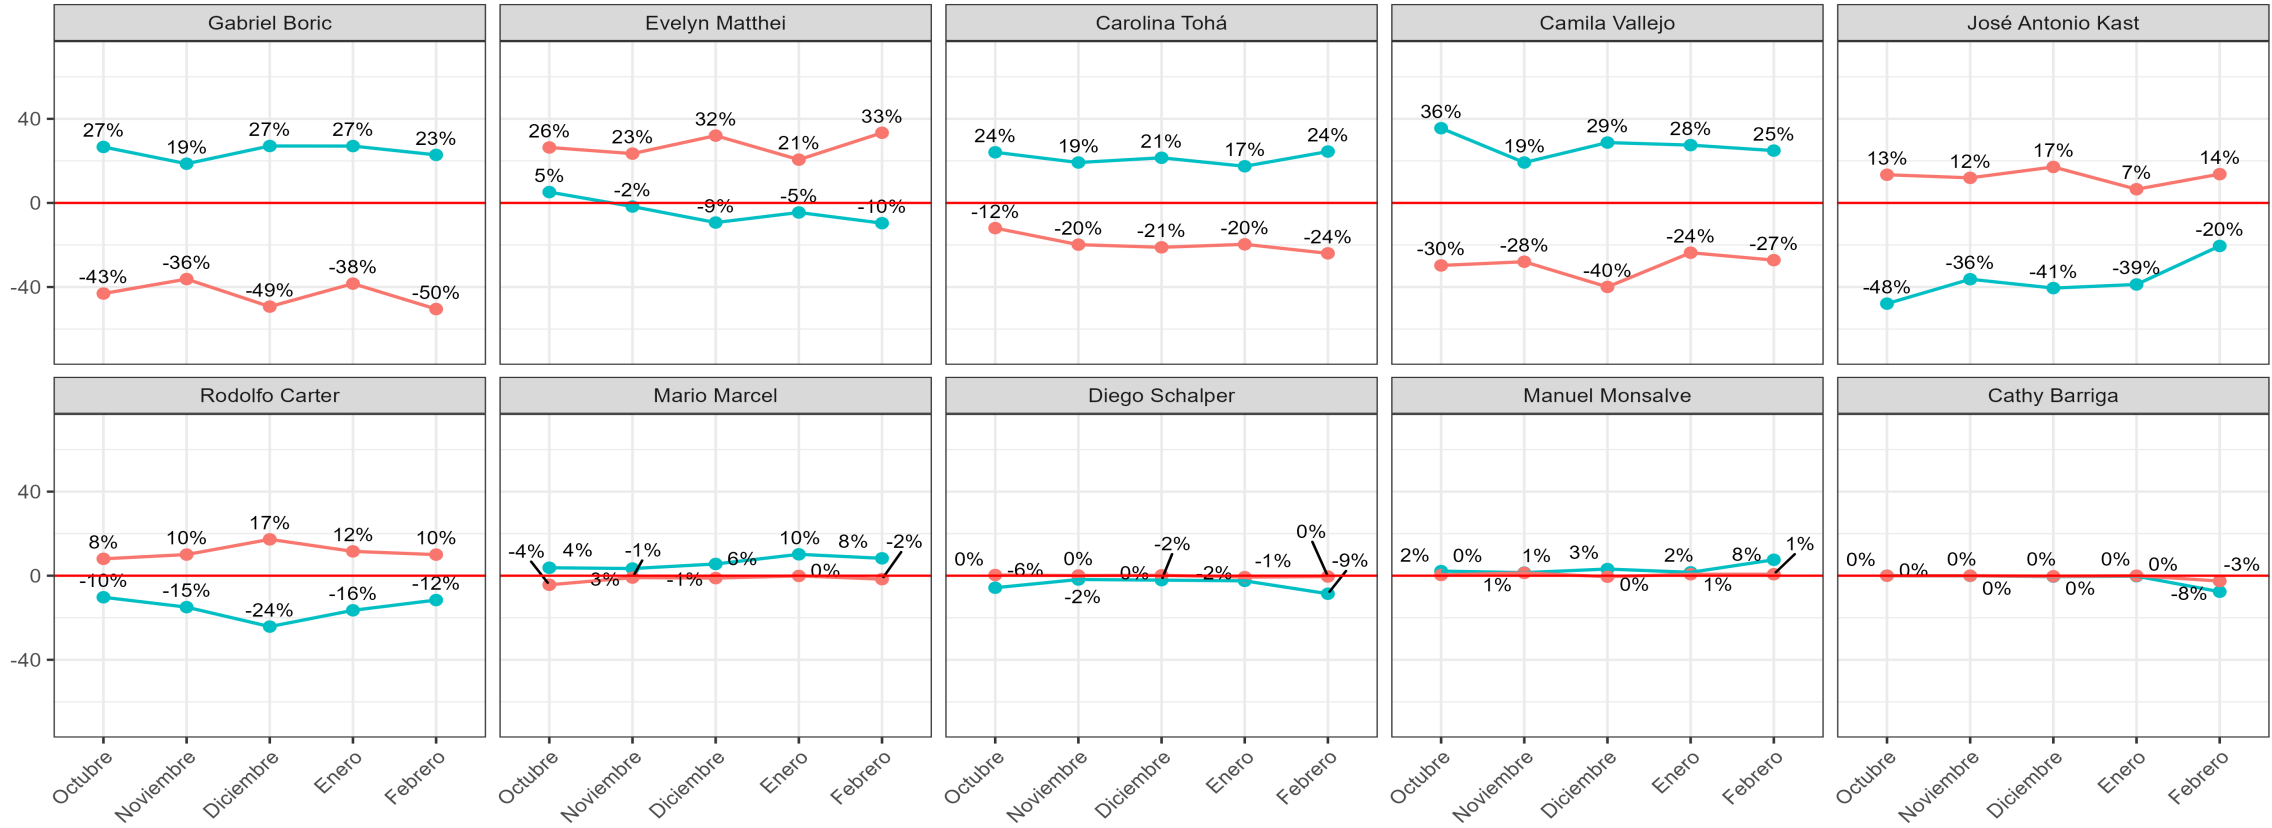 Gabriel Boric
Evelyn Matthei
Carolina Tohá
Camila Vallejo
José Antonio Kast
40
0
-40
27% 19% 27% 27% 23%
-43% -36% -49% -38% -50%
26% 23% 32% 21% 33%
5% -2% -9% -5% -10%
24% 19% 21% 17% 24%
-12% -20% -21% -20% -24%
36% 19% 29% 28% 25%
-30% -28% -40% -24% -27%
13% 12% 17% 7% 14%
-48% -36% -41% -39% -20%
Rodolfo Carter
Mario Marcel
Diego Schalper
Manuel Monsalve
Cathy Barriga
40
0
-40
8% 10% 17% 12% 10%
-10% -15% -24% -16% -12%
-4% 4% -1% 6% 10% 8% -2%
3% -1% 0%
0% -6% 0% 0% -2% -2% -1% 0% -9%
-2%
2% 0% 1% 3% 2% 8% 1%
1% 0% 1%
0% 0% 0% 0% 0% 0% -3%
0% 0% -8%
Octubre Noviembre Diciembre Enero Febrero
Octubre Noviembre Diciembre Enero Febrero
Octubre Noviembre Diciembre Enero Febrero
Octubre Noviembre Diciembre Enero Febrero
Octubre Noviembre Diciembre Enero Febrero